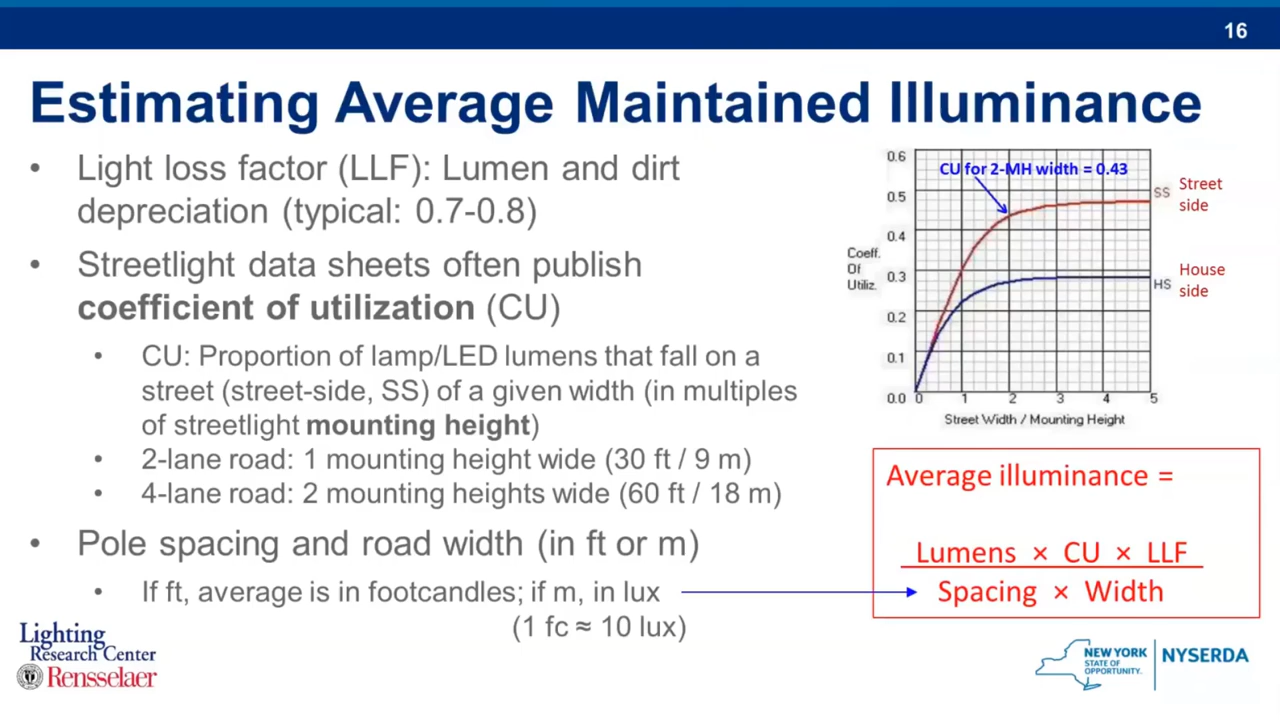 16
Estimating Average Maintained Illuminance
• Light loss factor (LLF): Lumen and dirt
depreciation (typical: 0.7-0.8)
• Streetlight data sheets often publish
coefficient of utilization (CU)
• CU: Proportion of lamp/LED lumens that fall on a
street (street-side, SS) of a given width (in multiples
of streetlight mounting height)
• 2-lane road: 1 mounting height wide (30 ft / 9 m)
• 4-lane road: 2 mounting heights wide (60 ft / 18 m)
• Pole spacing and road width (in ft or m)
• If ft, average is in footcandles; if m, in lux
(1 fc ≈ 10 lux)
CU for 2-MH width = 0.43
0.6
0.5
0.4
0.3
0.2
0.1
0.0
Coeff.
Of
Utiliz.
0 1 2 3 4 5
Street Width / Mounting Height
SS
Street
side
HS
House
side
Average illuminance =
Lumens × CU × LLF
Spacing × Width
Lighting
Research Center
Rensselaer
NEW YORK
STATE OF
OPPORTUNITY.
NYSERDA